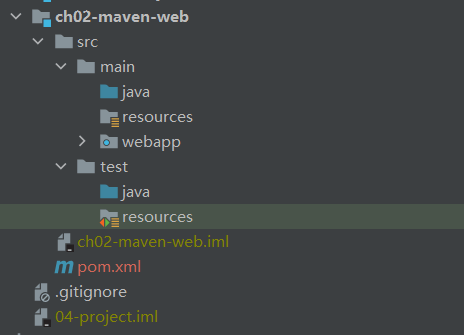 ch02-maven-web
src
main
java
resources
webapp
test
java
resources
ch02-maven-web.iml
pom.xml
.gitignore
04-project.iml